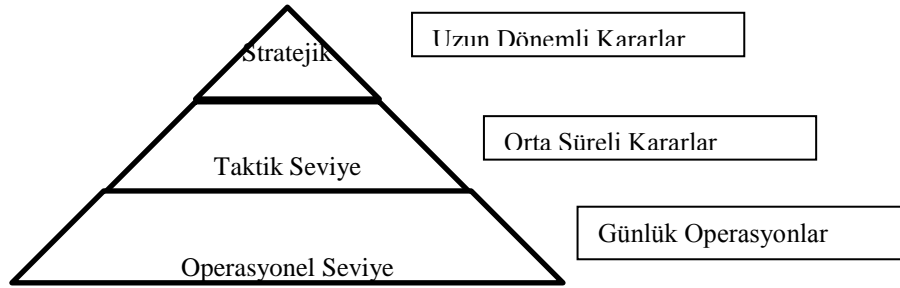 Stratejik
Uzun Dönemli Kararlar
Taktik Seviye
Orta Süreli Kararlar
Operasyonel Seviye
Günlük Operasyonlar